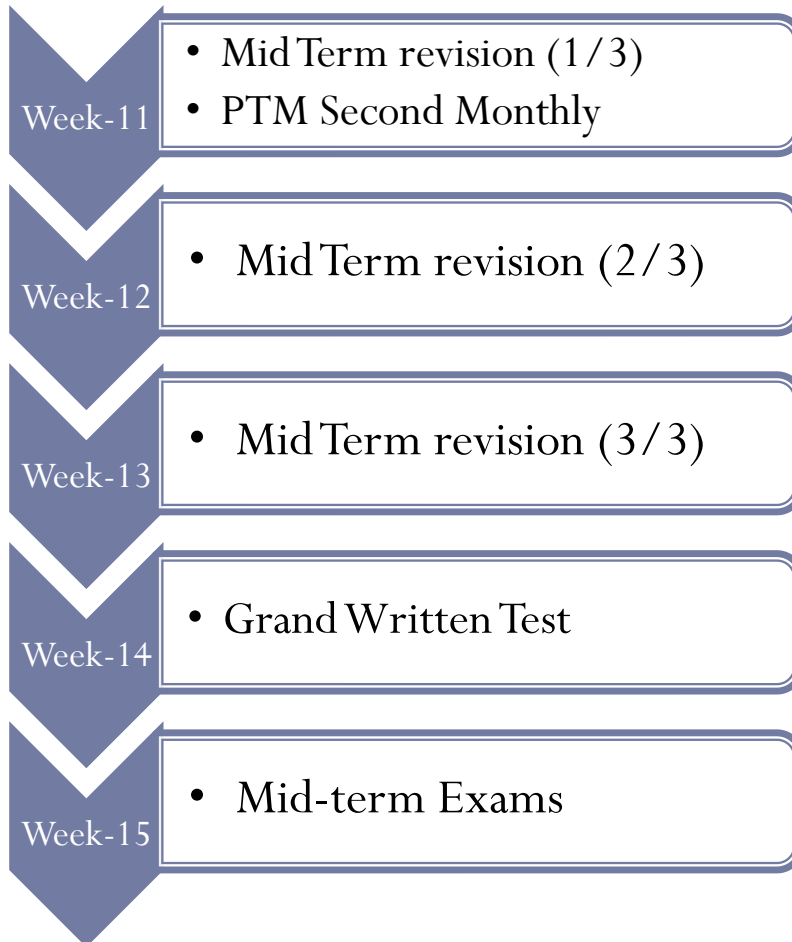 Week-11
• Mid Term revision (1/3)
• PTM Second Monthly
Week-12
• Mid Term revision (2/3)
Week-13
• Mid Term revision (3/3)
Week-14
• Grand Written Test
Week-15
• Mid-term Exams